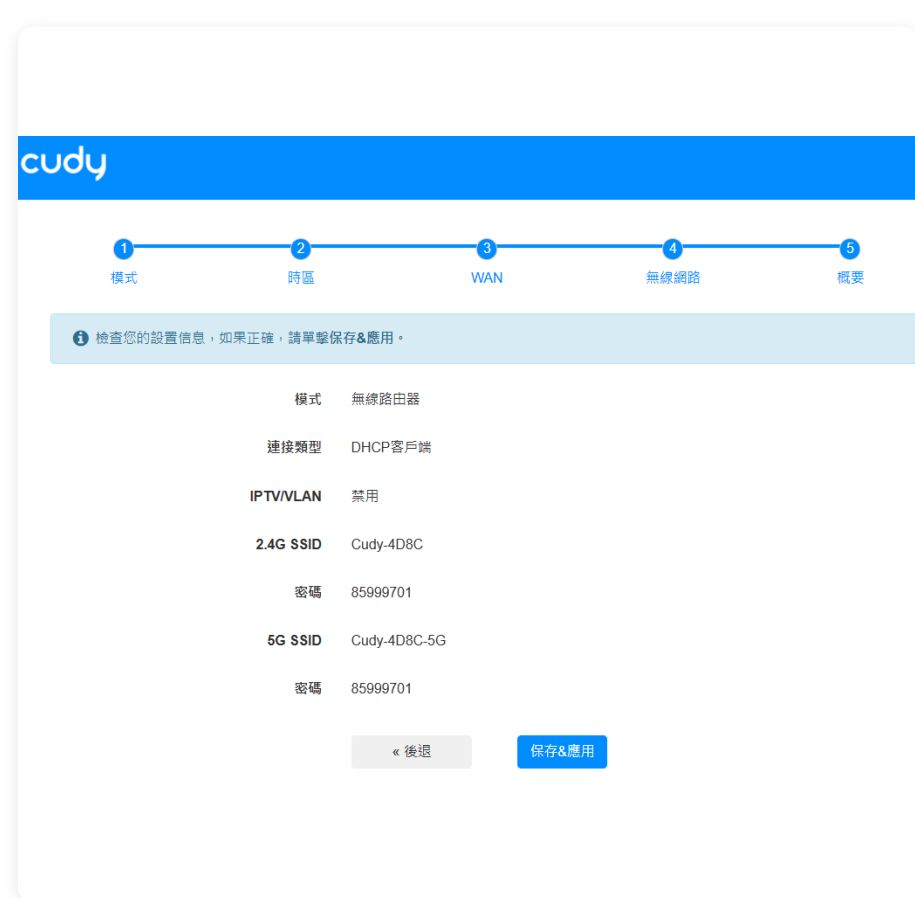 cudy
1 2 3 4 5
模式 時區 WAN 無線網路 概要
檢查您的設置信息，如果正確，請單擊保存&應用。
模式 無線路由器
連接類型 DHCP客戶端
IPTV/VLAN 禁用
2.4G SSID Cudy-4D8C
密碼 85999701
5G SSID Cudy-4D8C-5G
密碼 85999701
« 後退 保存&應用